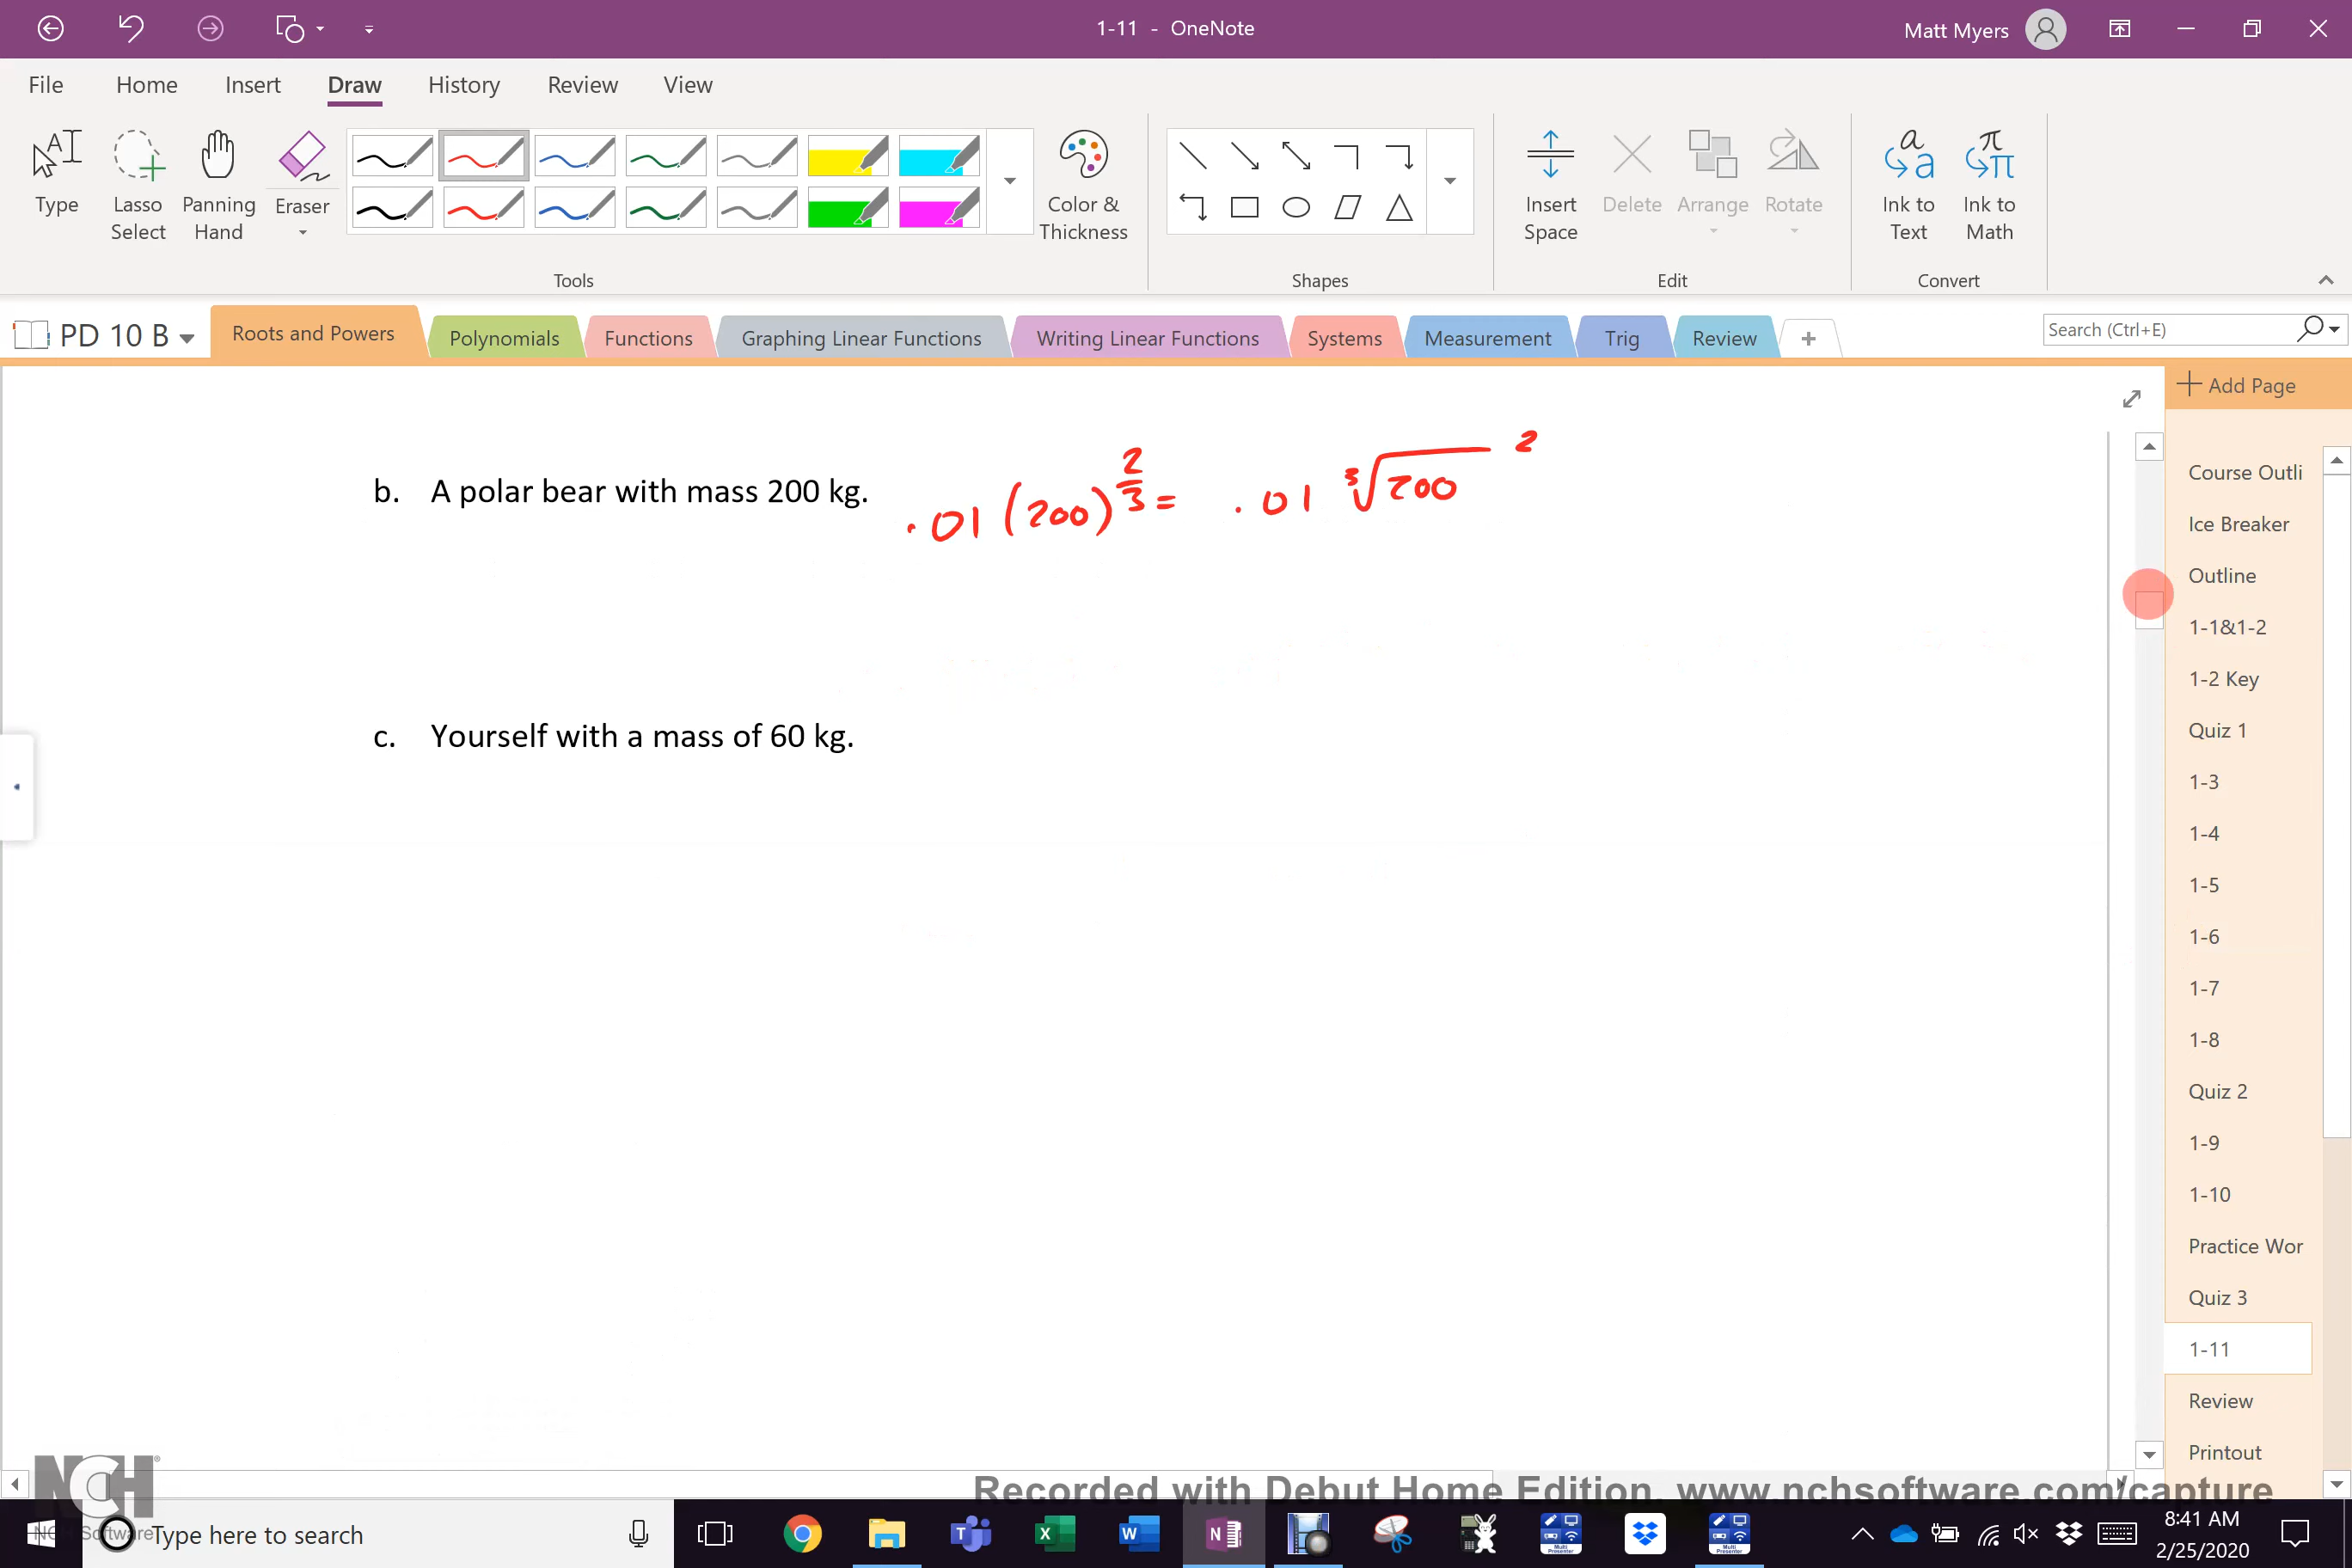 1-11 - OneNote
Matt Myers
File Home Insert Draw History Review View
Type
Lasso Select
Panning Hand
Eraser
Color & Thickness
Insert Space
Delete
Arrange
Rotate
a a
Ink to Text
π π
Ink to Math
Tools
Shapes
Edit
Convert
PD 10 B
Roots and Powers
Polynomials
Functions
Graphing Linear Functions
Writing Linear Functions
Systems
Measurement
Trig
Review
Search (Ctrl+E)
Add Page
b. A polar bear with mass 200 kg. .01 (200)^2/3 = .01 ³√200 ²
c. Yourself with a mass of 60 kg.
Course Outli
Ice Breaker
Outline
1-1&1-2
1-2 Key
Quiz 1
1-3
1-4
1-5
1-6
1-7
1-8
Quiz 2
1-9
1-10
Practice Wor
Quiz 3
1-11
Review
Printout
NCH
NCH Software
Recorded with Debut Home Edition. www.nchsoftware.com/capture
Type here to search
8:41 AM
2/25/2020